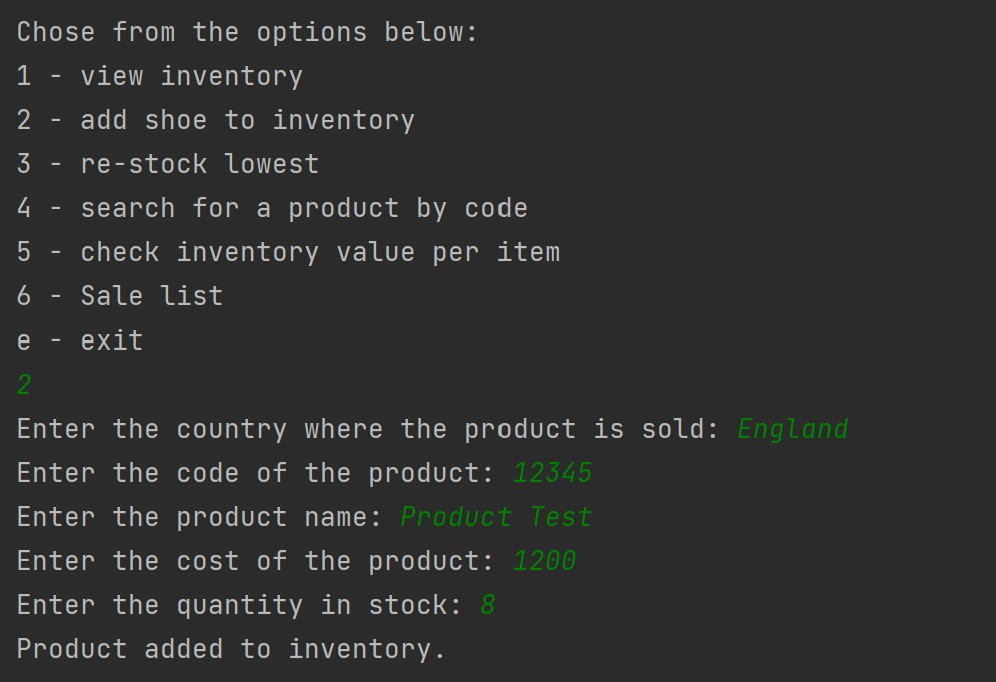 Chose from the options below:
1 - view inventory
2 - add shoe to inventory
3 - re-stock lowest
4 - search for a product by code
5 - check inventory value per item
6 - Sale list
e - exit
2
Enter the country where the product is sold: England
Enter the code of the product: 12345
Enter the product name: Product Test
Enter the cost of the product: 1200
Enter the quantity in stock: 8
Product added to inventory.